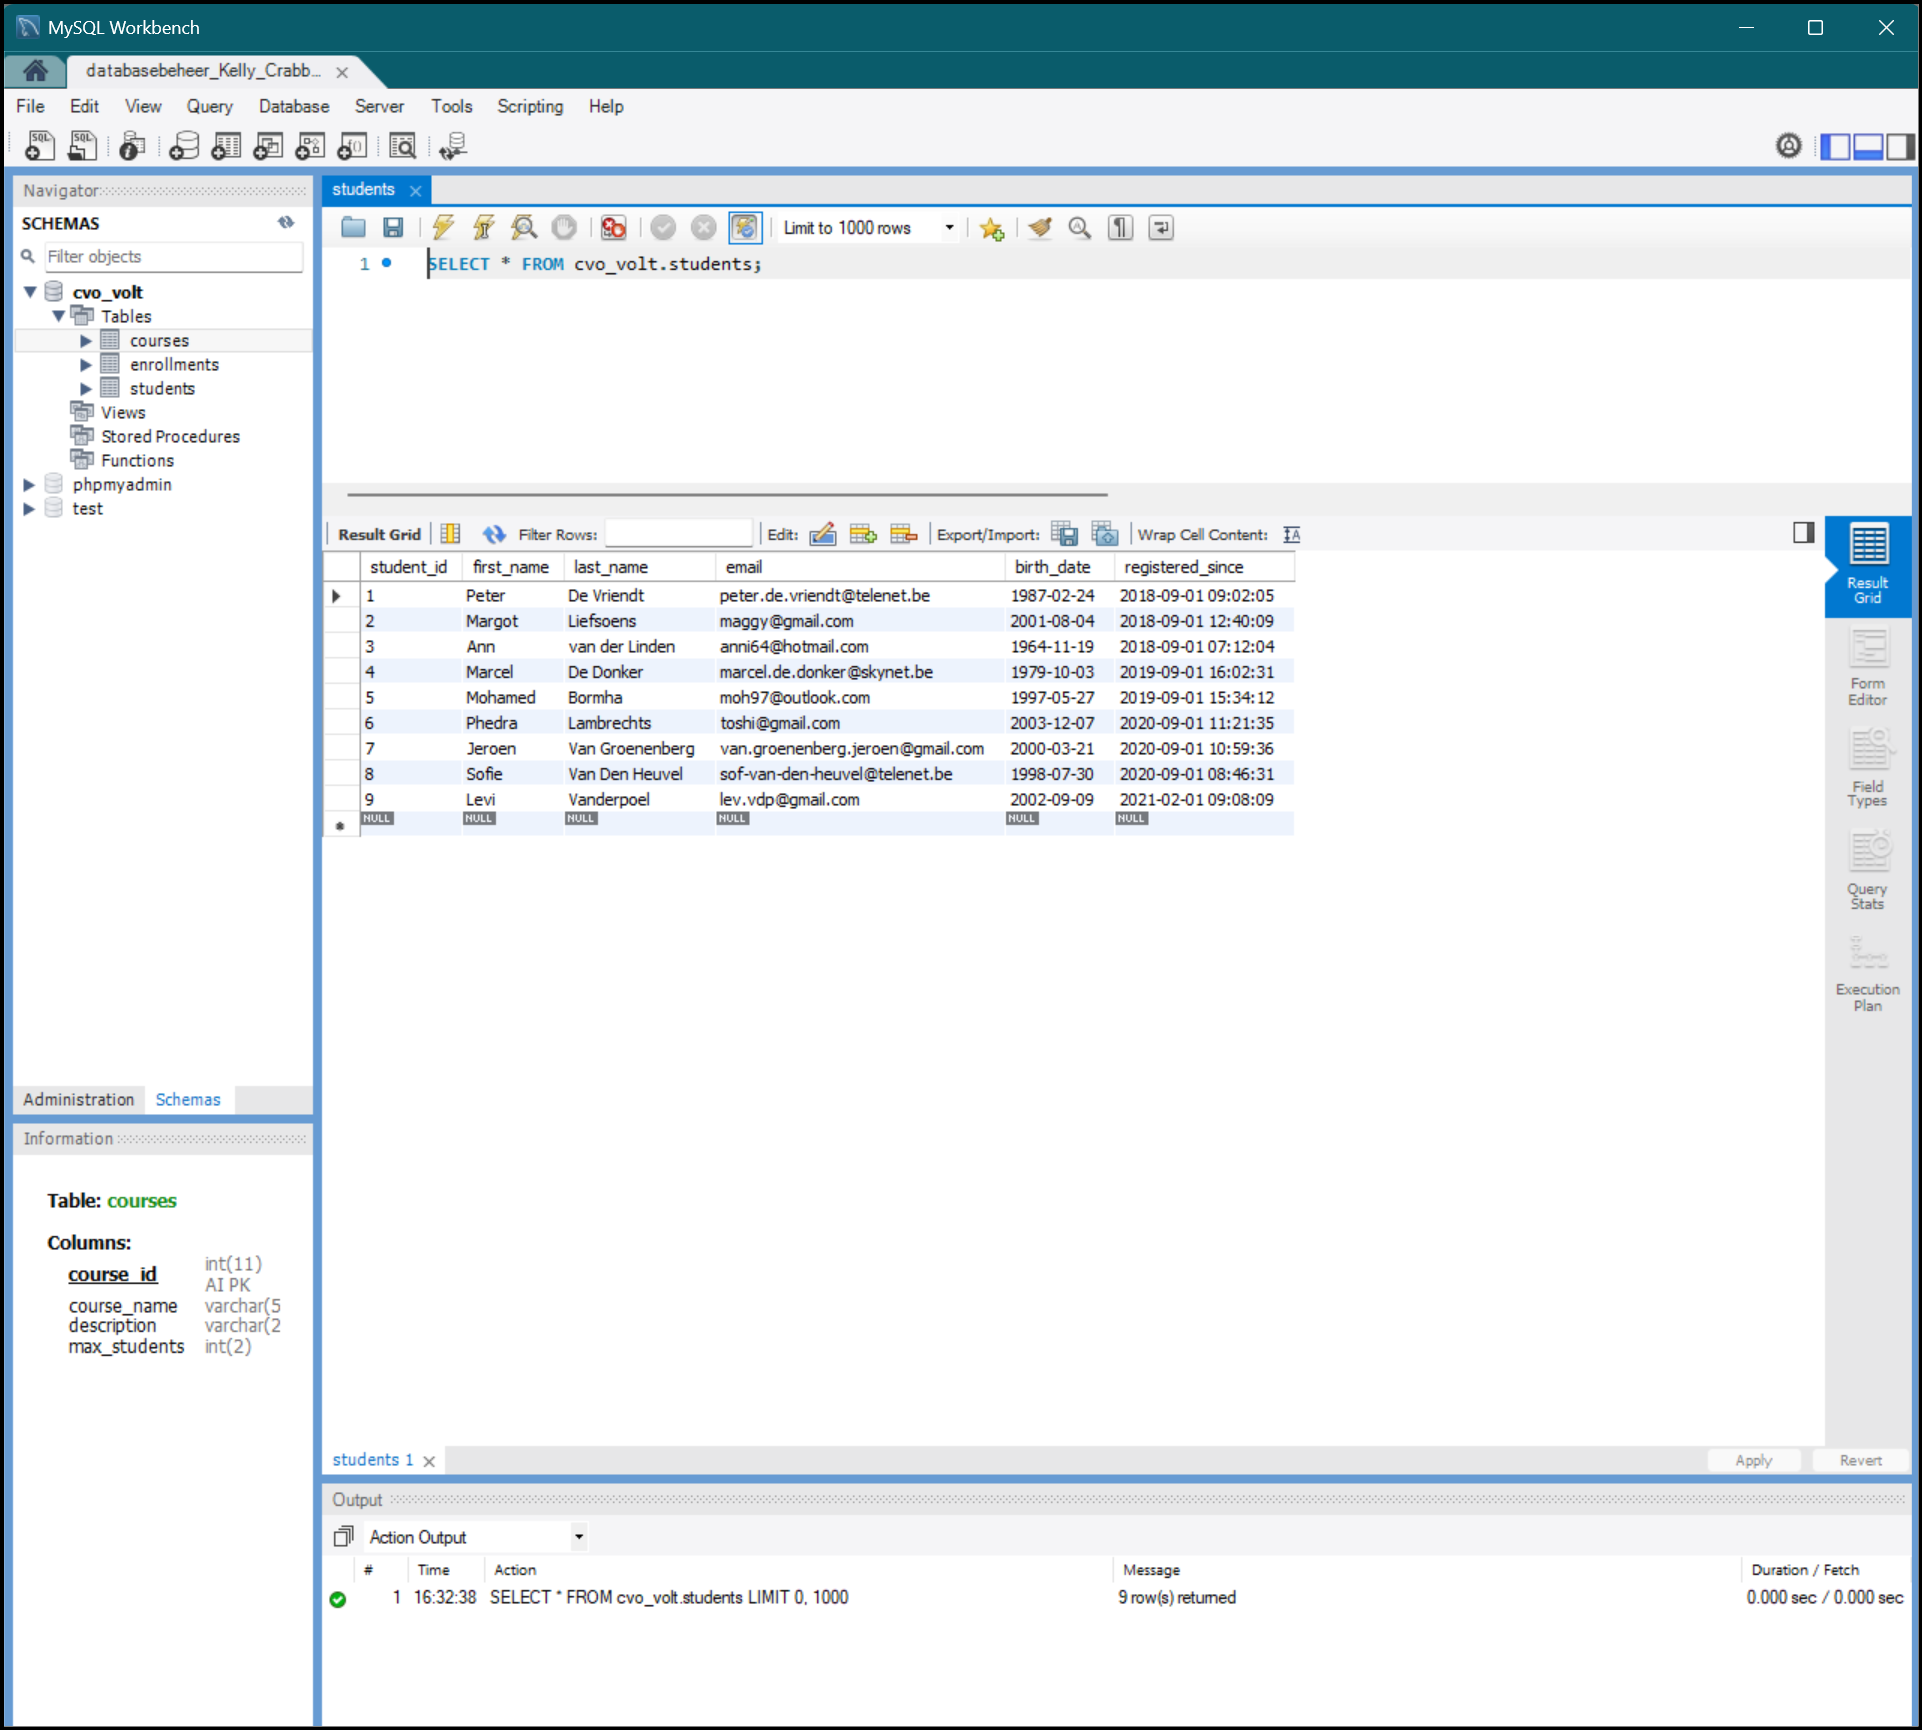 MySQL Workbench
databasebeheer_Kelly_Crabb...
File Edit View Query Database Server Tools Scripting Help
Navigator
SCHEMAS
Filter objects
cvo_volt
Tables
courses
enrollments
students
Views
Stored Procedures
Functions
phpmyadmin
test
Administration Schemas
Information
Table: courses
Columns:
course_id int(11) AI PK
course_name varchar(5
description varchar(2
max_students int(2)
students
Limit to 1000 rows
1 SELECT * FROM cvo_volt.students;
Result Grid Filter Rows: Edit: Export/Import: Wrap Cell Content:
student_id first_name last_name email birth_date registered_since
1 Peter De Vriendt peter.de.vriendt@telenet.be 1987-02-24 2018-09-01 09:02:05
2 Margot Liefsoens maggy@gmail.com 2001-08-04 2018-09-01 12:40:09
3 Ann van der Linden anni64@hotmail.com 1964-11-19 2018-09-01 07:12:04
4 Marcel De Donker marcel.de.donker@skynet.be 1979-10-03 2019-09-01 16:02:31
5 Mohamed Bormha moh97@outlook.com 1997-05-27 2019-09-01 15:34:12
6 Phedra Lambrechts toshi@gmail.com 2003-12-07 2020-09-01 11:21:35
7 Jeroen Van Groenenberg van.groenenberg.jeroen@gmail.com 2000-03-21 2020-09-01 10:59:36
8 Sofie Van Den Heuvel sof-van-den-heuvel@telenet.be 1998-07-30 2020-09-01 08:46:31
9 Levi Vanderpoel lev.vdp@gmail.com 2002-09-09 2021-02-01 09:08:09
NULL NULL NULL NULL NULL NULL
Result
Grid
Form
Editor
Field
Types
Query
Stats
Execution
Plan
students 1
Apply Revert
Output
Action Output
# Time Action Message Duration / Fetch
1 16:32:38 SELECT * FROM cvo_volt.students LIMIT 0, 1000 9 row(s) returned 0.000 sec / 0.000 sec